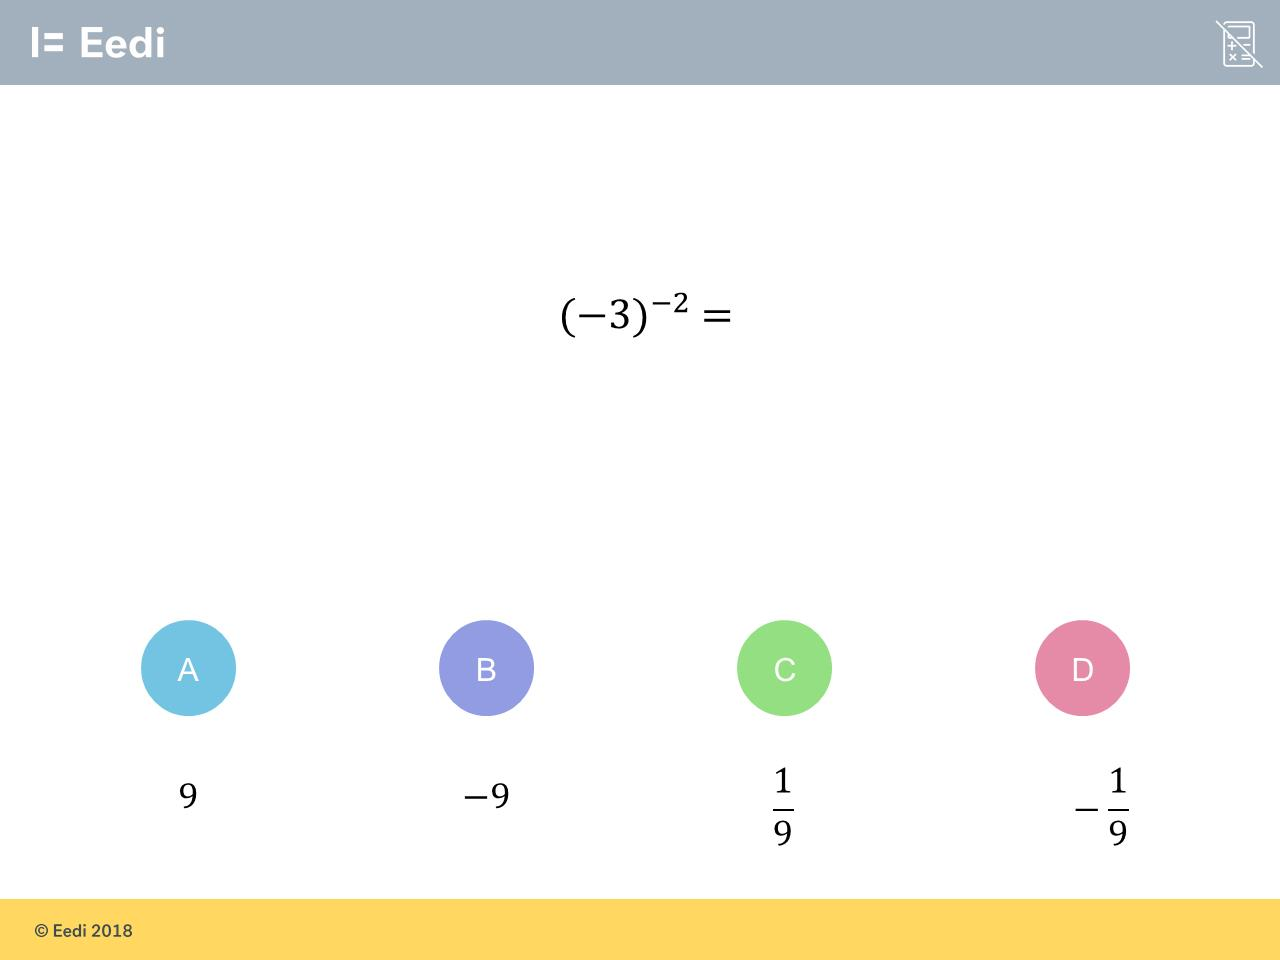 Eedi
(−3)⁻² =
A
B
C
D
9
−9
1/9
−1/9
© Eedi 2018